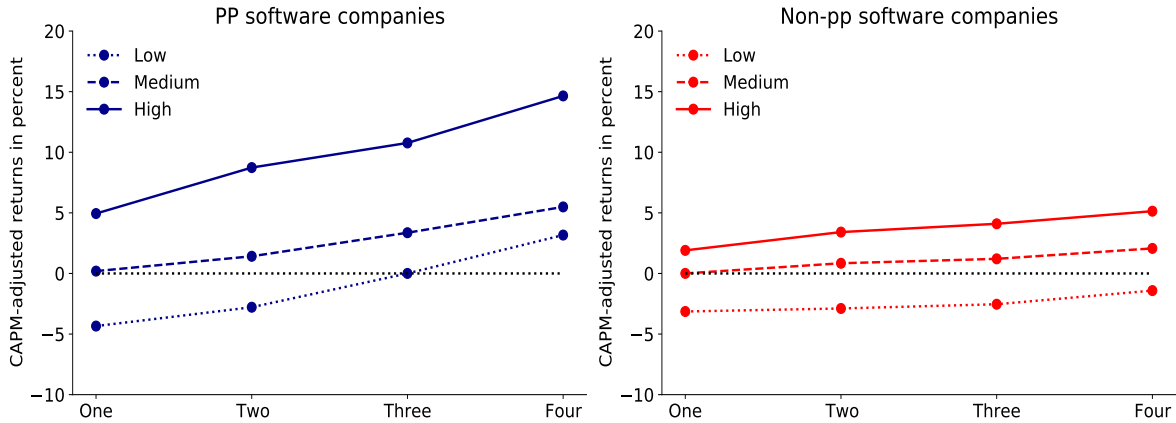 PP software companies
CAPM-adjusted returns in percent
20
15
10
5
0
−5
−10
Low
Medium
High
One Two Three Four
Non-pp software companies
CAPM-adjusted returns in percent
20
15
10
5
0
−5
−10
Low
Medium
High
One Two Three Four